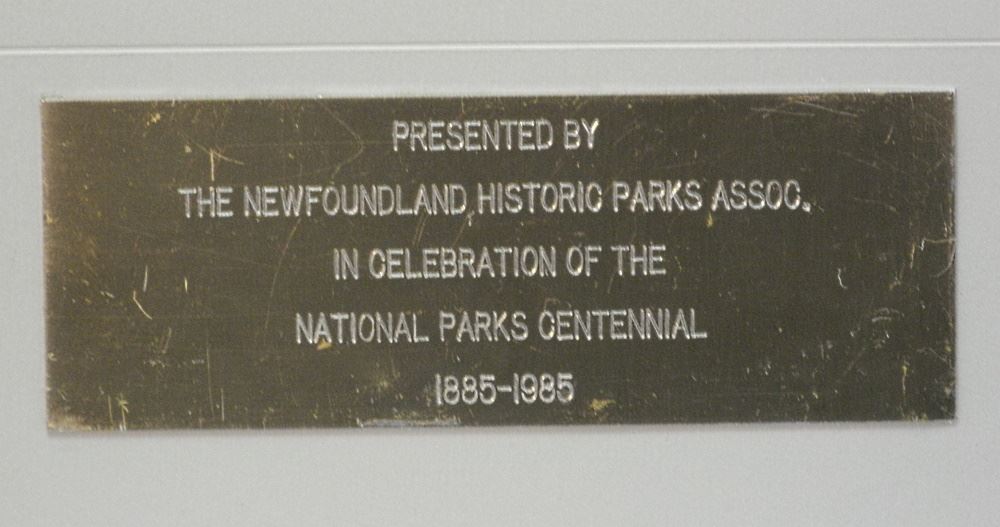 PRESENTED BY
THE NEWFOUNDLAND HISTORIC PARKS ASSOC.
IN CELEBRATION OF THE
NATIONAL PARKS CENTENNIAL
1885-1985